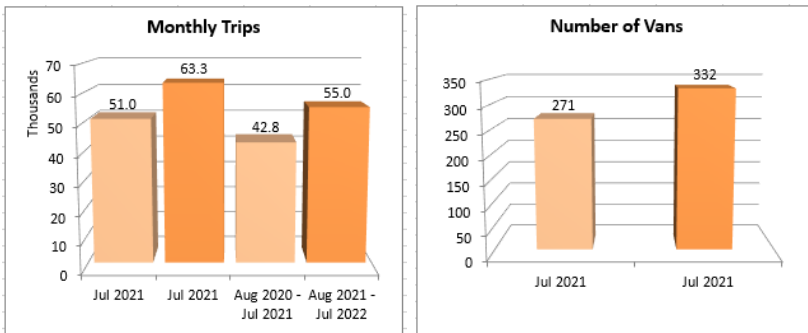 Monthly Trips
Thousands
70
60
50
40
30
20
10
0
51.0
63.3
42.8
55.0
Jul 2021
Jul 2021
Aug 2020 -
Jul 2021
Aug 2021 -
Jul 2022
Number of Vans
350
300
250
200
150
100
50
0
271
332
Jul 2021
Jul 2021